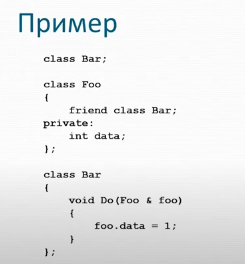 Пример
class Bar;
class Foo
{
friend class Bar;
private:
int data;
};
class Bar
{
void Do(Foo & foo)
{
foo.data = 1;
}
};